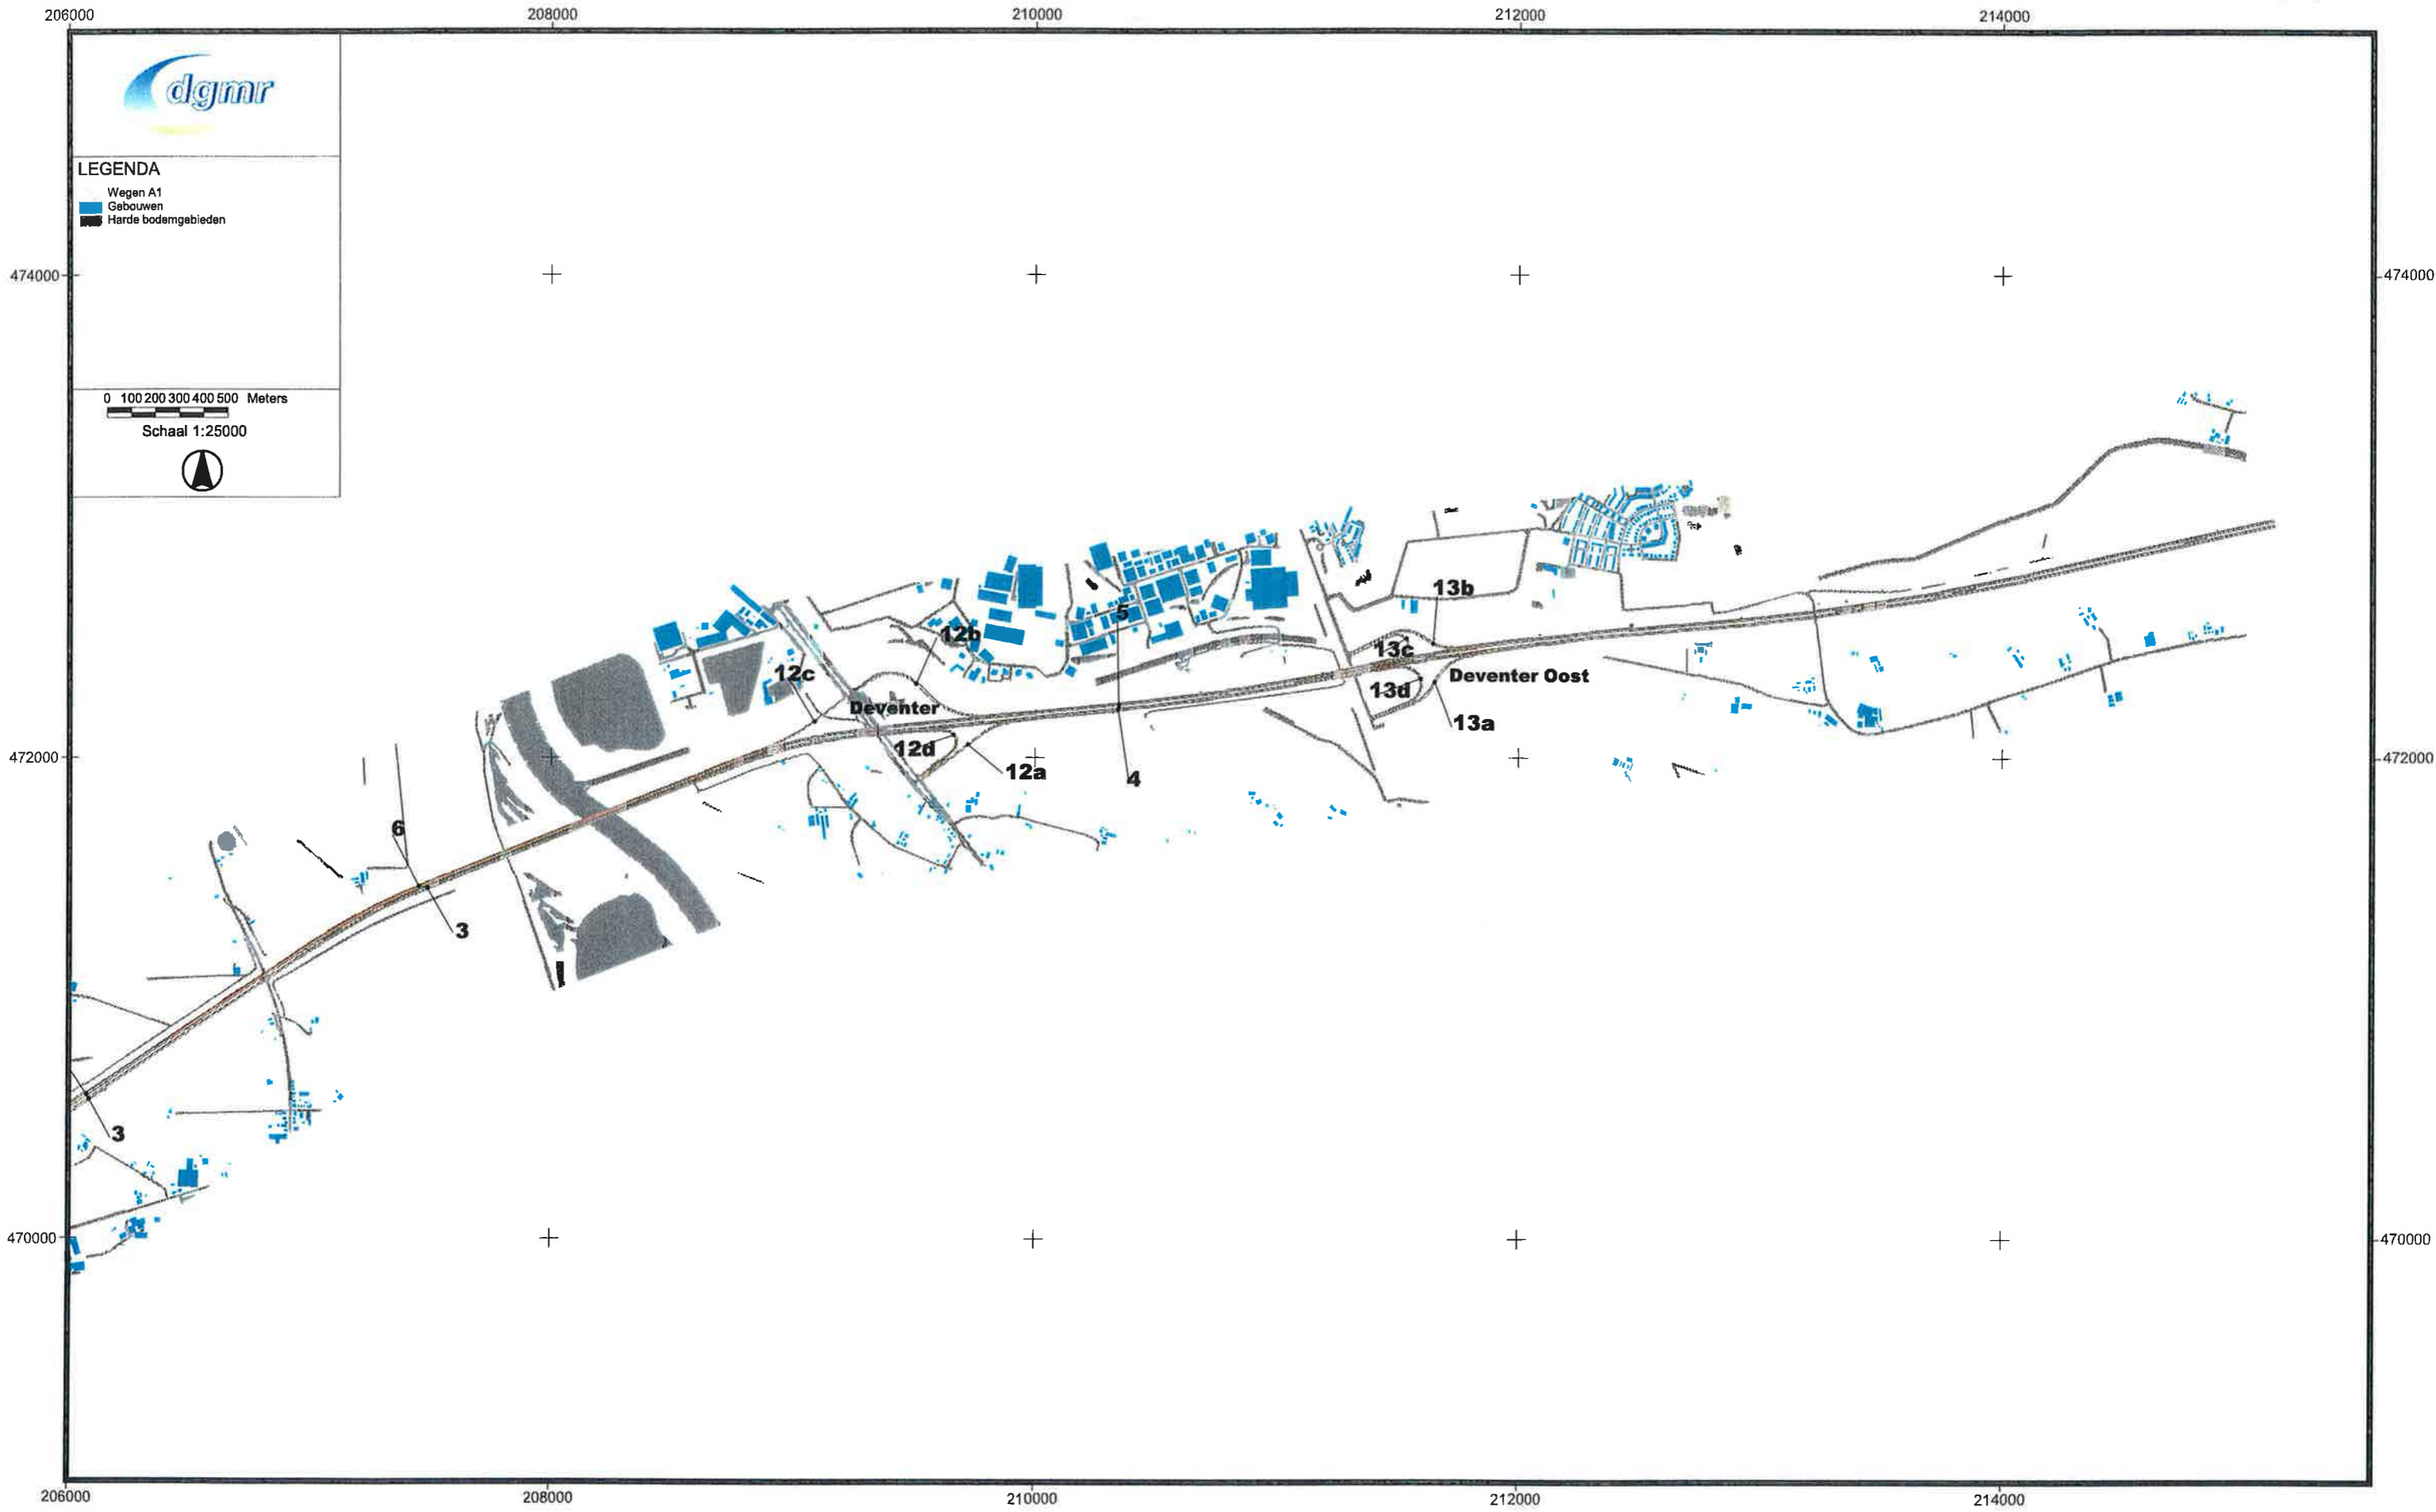 206000 208000 210000 212000 214000
dgmr
LEGENDA
Wegen A1
Gebouwen
Harde bodemgebieden
474000 474000
0 100 200 300 400 500 Meters
Schaal 1:25000
13b
5
12b
13c
12c
Deventer Oost
13d
Deventer
13a
12d
472000 472000
12a
4
6
3
3
470000 470000
206000 208000 210000 212000 214000